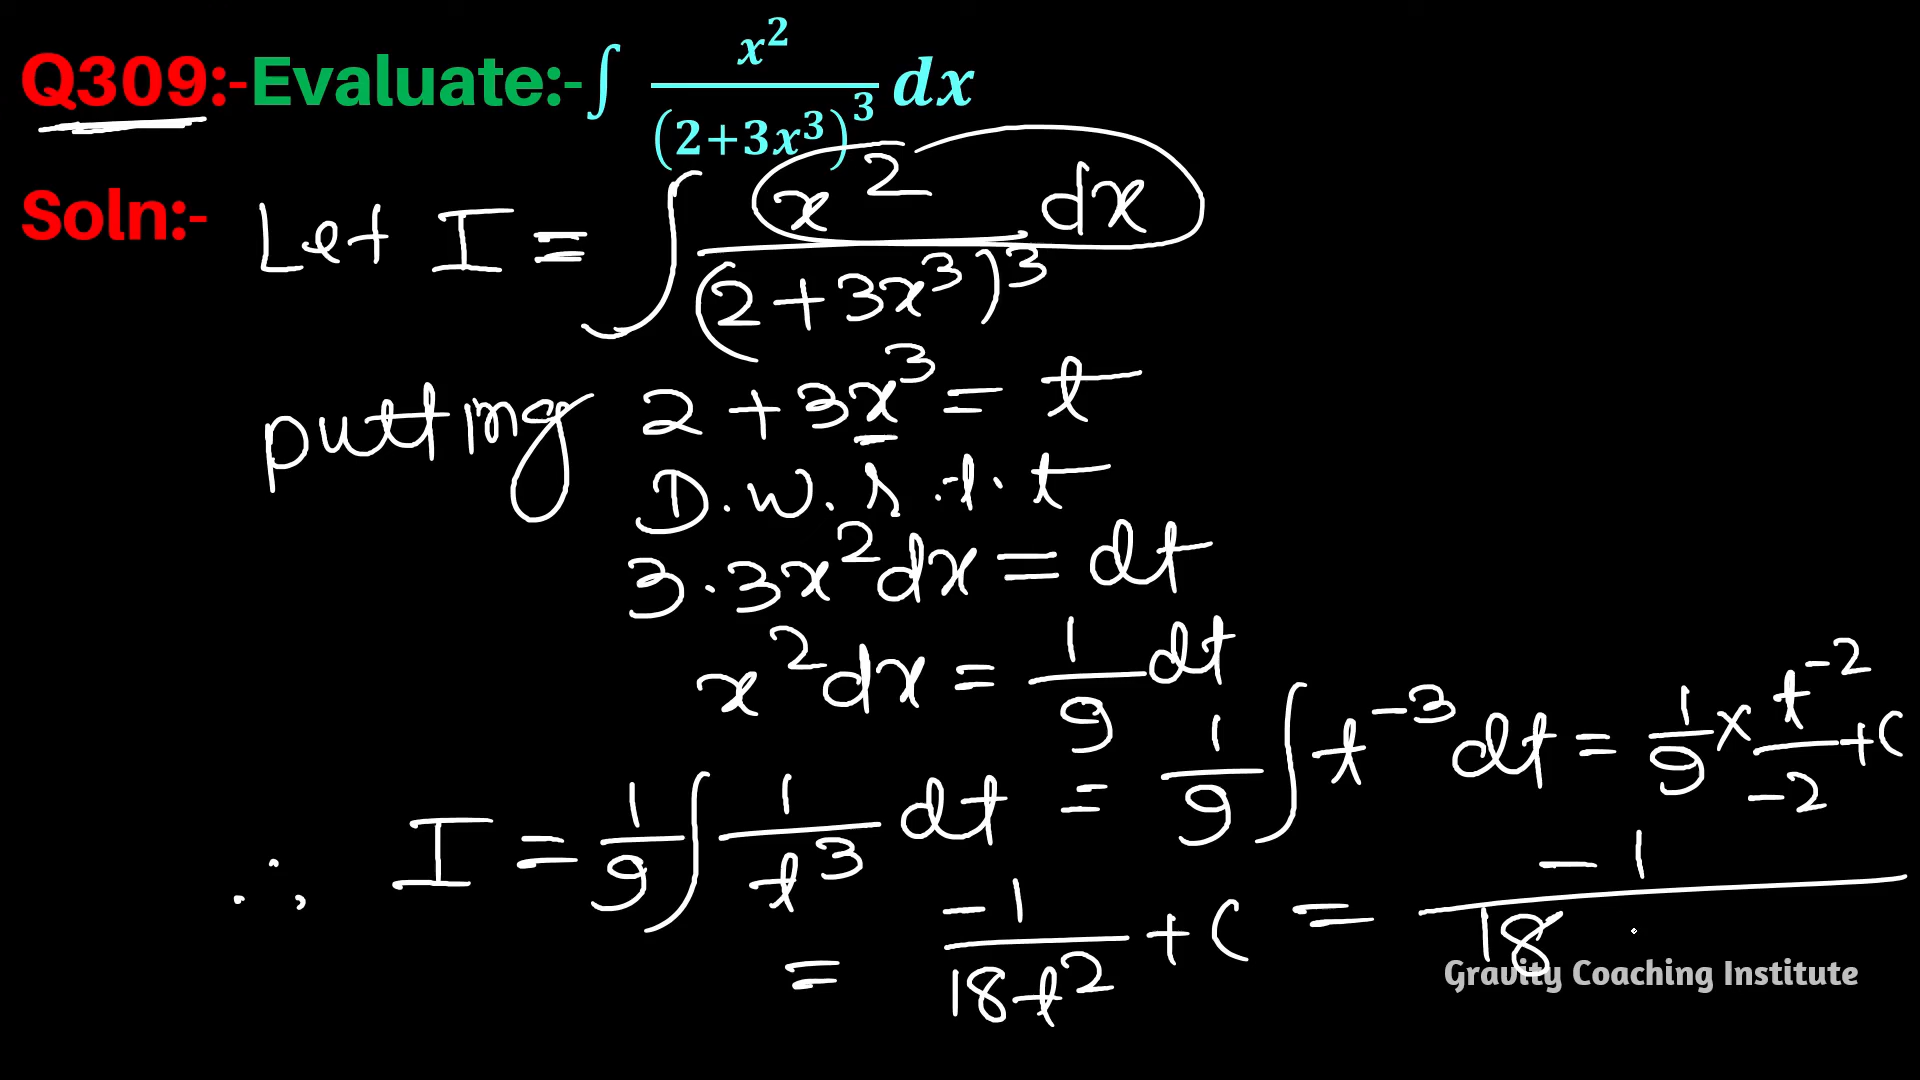 Q309:-Evaluate:-∫ x²/(2+3x³)³ dx
Soln:- Let I = ∫ x² dx/(2+3x³)³
putting 2 + 3x³ = t
D.w.r.t. t
3·3x²dx = dt
x²dx = 1/9 dt
∴ I = 1/9 ∫ 1/t³ dt = 1/9 ∫ t⁻³ dt = 1/9 × t⁻²/-2 + C
= -1/18t² + C = -1/18
Gravity Coaching Institute